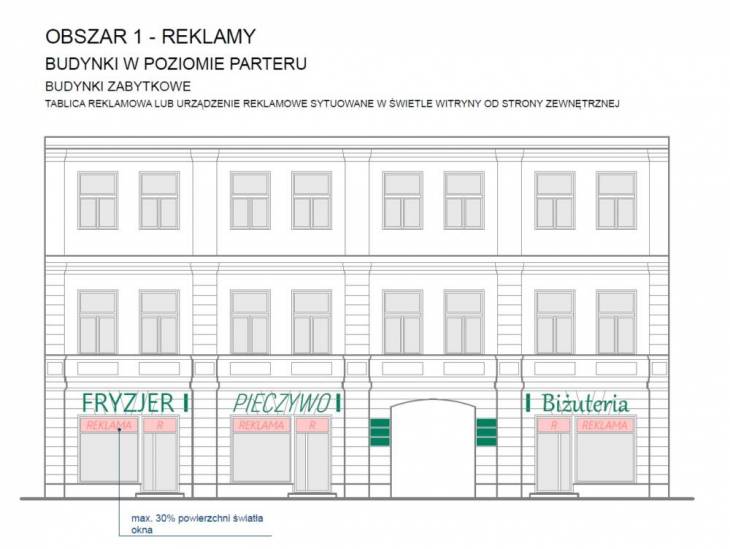 OBSZAR 1 - REKLAMY
BUDYNKI W POZIOMIE PARTERU
BUDYNKI ZABYTKOWE
TABLICA REKLAMOWA LUB URZĄDZENIE REKLAMOWE SYTUOWANE W ŚWIETLE WITRYNY OD STRONY ZEWNĘTRZNEJ
FRYZJER PIECZYWO Biżuteria
REKLAMA R REKLAMA R R REKLAMA
max. 30% powierzchni światła
okna